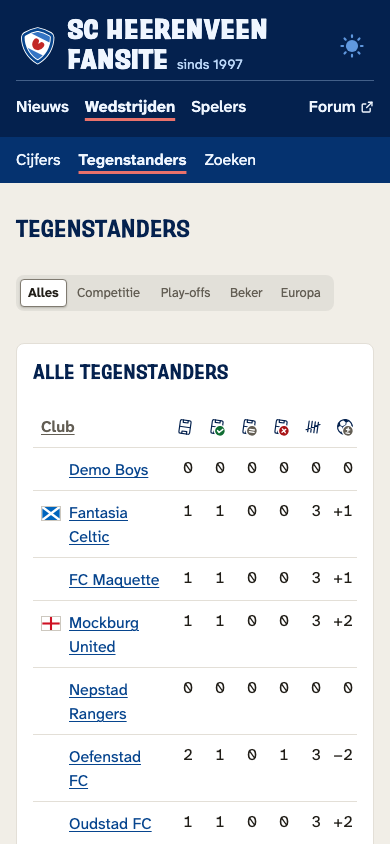 SC HEERENVEEN
FANSITE sinds 1997
Nieuws Wedstrijden Spelers Forum
Cijfers Tegenstanders Zoeken
TEGENSTANDERS
Alles Competitie Play-offs Beker Europa
ALLE TEGENSTANDERS
Club
Demo Boys 0 0 0 0 0 0
Fantasia 1 1 0 0 3 +1
Celtic
FC Maquette 1 1 0 0 3 +1
Mockburg 1 1 0 0 3 +2
United
Nepstad 0 0 0 0 0 0
Rangers
Oefenstad 2 1 0 1 3 −2
FC
Oudstad FC 1 1 0 0 3 +2